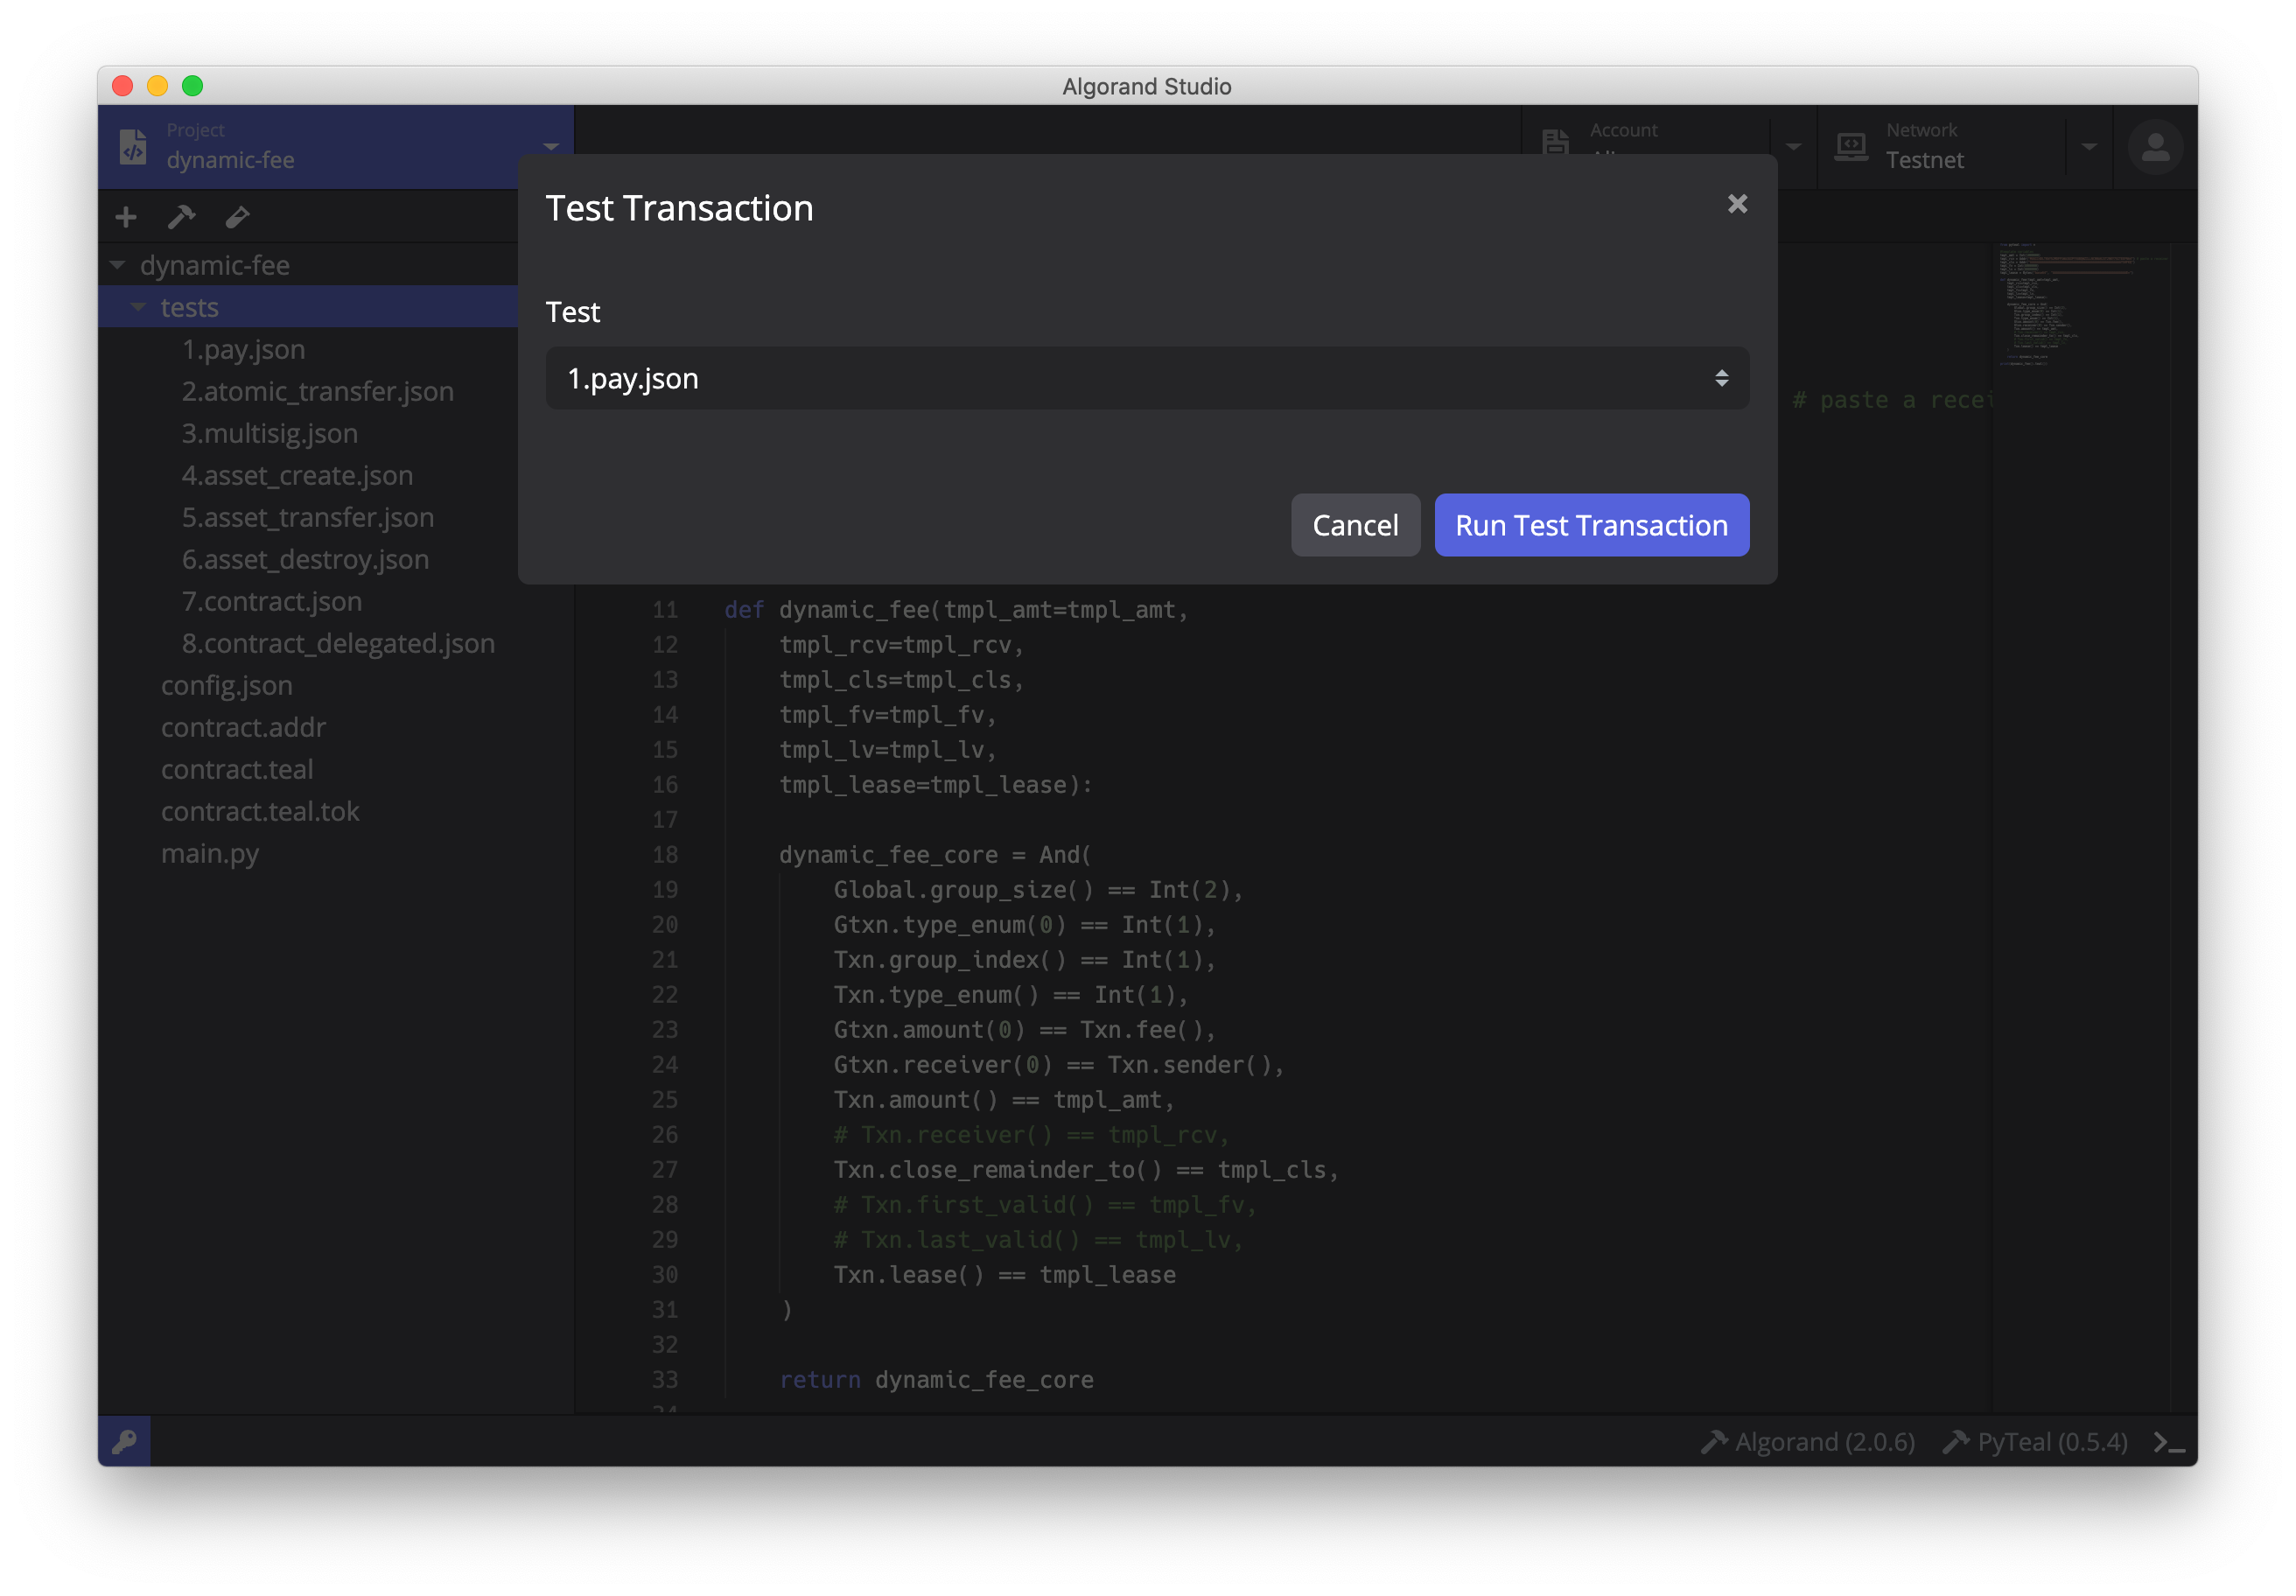 Algorand Studio
Project
dynamic-fee
Account
Network
Testnet
dynamic-fee
tests
1.pay.json
2.atomic_transfer.json
3.multisig.json
4.asset_create.json
5.asset_transfer.json
6.asset_destroy.json
7.contract.json
8.contract_delegated.json
config.json
contract.addr
contract.teal
contract.teal.tok
main.py
Test Transaction
Test
1.pay.json
Cancel
Run Test Transaction
# paste a recei
11 def dynamic_fee(tmpl_amt=tmpl_amt,
12 tmpl_rcv=tmpl_rcv,
13 tmpl_cls=tmpl_cls,
14 tmpl_fv=tmpl_fv,
15 tmpl_lv=tmpl_lv,
16 tmpl_lease=tmpl_lease):
17
18 dynamic_fee_core = And(
19 Global.group_size() == Int(2),
20 Gtxn.type_enum(0) == Int(1),
21 Txn.group_index() == Int(1),
22 Txn.type_enum() == Int(1),
23 Gtxn.amount(0) == Txn.fee(),
24 Gtxn.receiver(0) == Txn.sender(),
25 Txn.amount() == tmpl_amt,
26 # Txn.receiver() == tmpl_rcv,
27 Txn.close_remainder_to() == tmpl_cls,
28 # Txn.first_valid() == tmpl_fv,
29 # Txn.last_valid() == tmpl_lv,
30 Txn.lease() == tmpl_lease
31 )
32
33 return dynamic_fee_core
Algorand (2.0.6)
PyTeal (0.5.4)